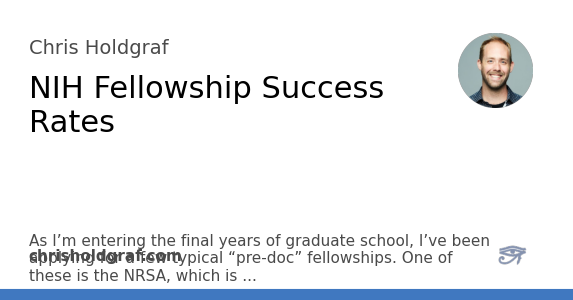 Chris Holdgraf
NIH Fellowship Success
Rates
As I’m entering the final years of graduate school, I’ve been
chrisholdgraf.com
applying for a few typical “pre-doc” fellowships. One of
these is the NRSA, which is …